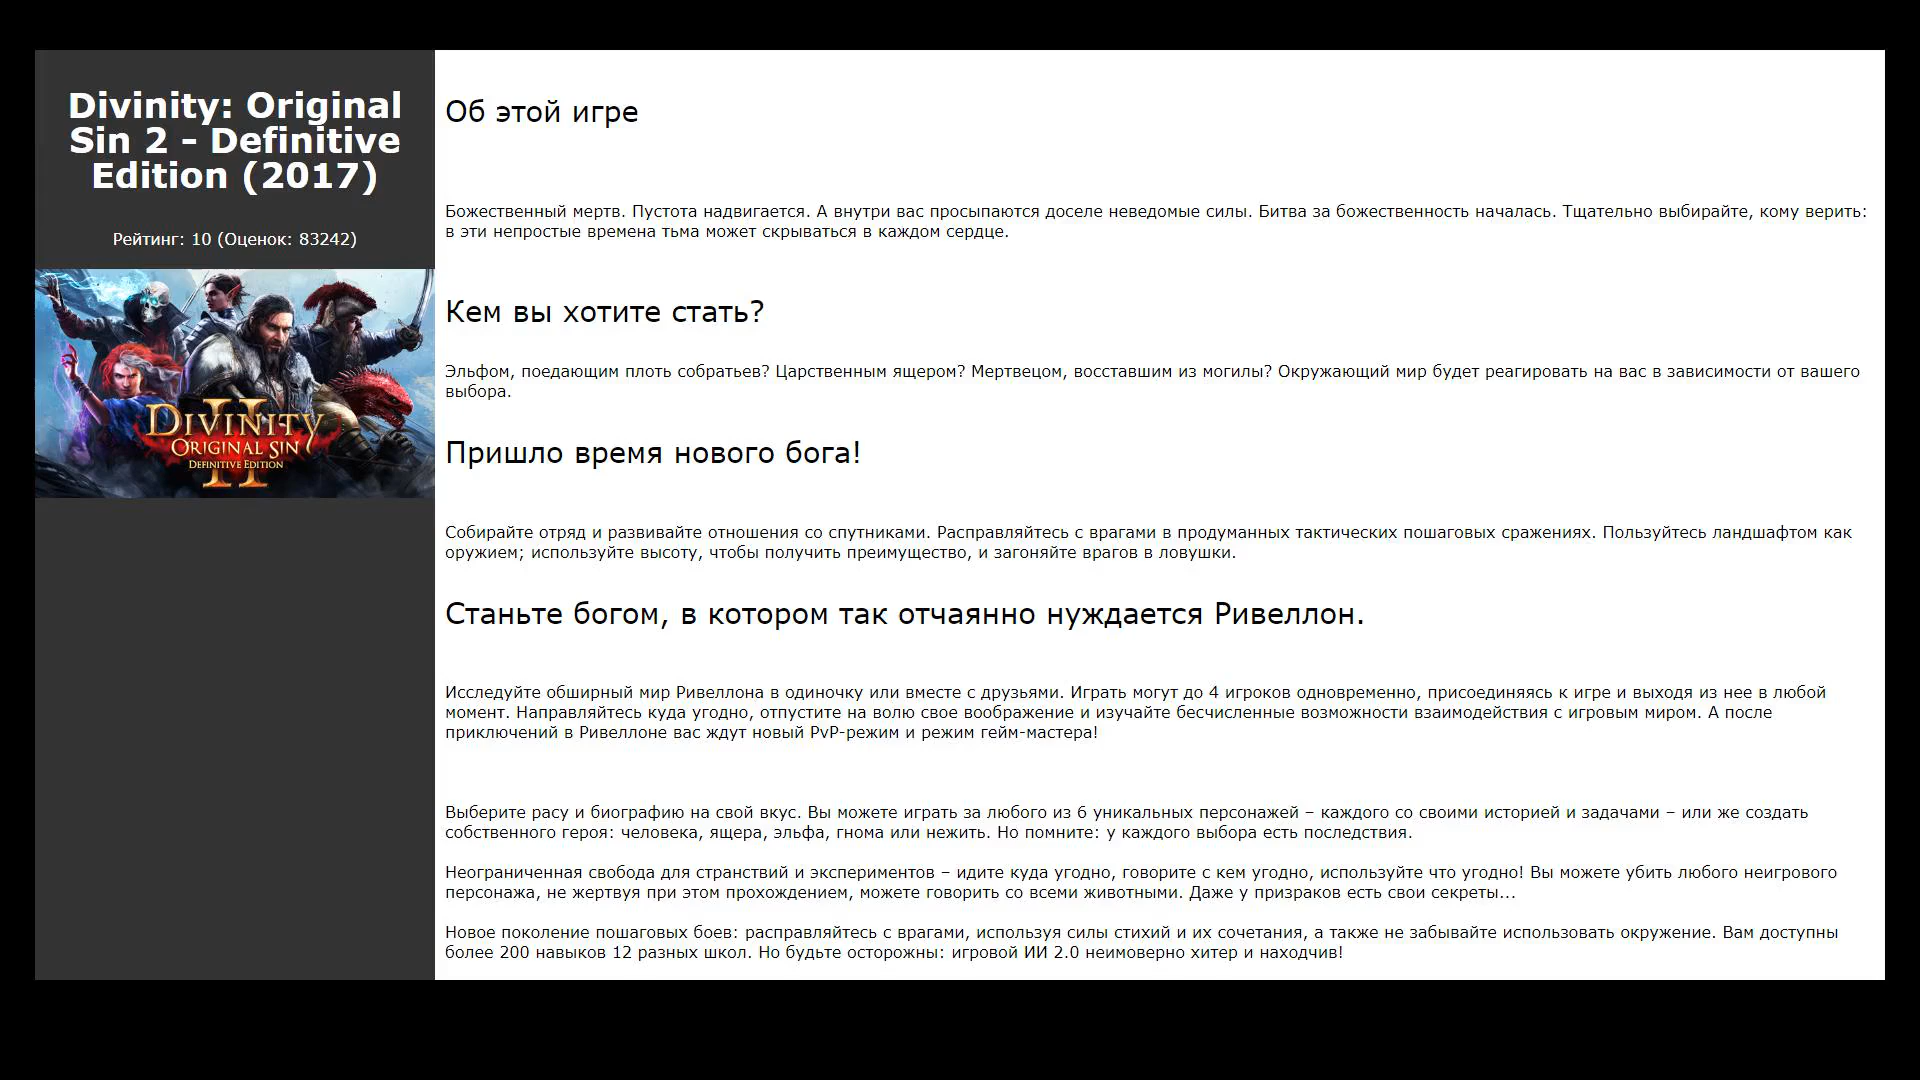 Divinity: Original
Sin 2 - Definitive
Edition (2017)
Рейтинг: 10 (Оценок: 83242)
DIVINITY
II
ORIGINAL SIN
DEFINITIVE EDITION
Об этой игре
Божественный мертв. Пустота надвигается. А внутри вас просыпаются доселе неведомые силы. Битва за божественность началась. Тщательно выбирайте, кому верить:
в эти непростые времена тьма может скрываться в каждом сердце.
Кем вы хотите стать?
Эльфом, поедающим плоть собратьев? Царственным ящером? Мертвецом, восставшим из могилы? Окружающий мир будет реагировать на вас в зависимости от вашего
выбора.
Пришло время нового бога!
Собирайте отряд и развивайте отношения со спутниками. Расправляйтесь с врагами в продуманных тактических пошаговых сражениях. Пользуйтесь ландшафтом как
оружием; используйте высоту, чтобы получить преимущество, и загоняйте врагов в ловушки.
Станьте богом, в котором так отчаянно нуждается Ривеллон.
Исследуйте обширный мир Ривеллона в одиночку или вместе с друзьями. Играть могут до 4 игроков одновременно, присоединяясь к игре и выходя из нее в любой
момент. Направляйтесь куда угодно, отпустите на волю свое воображение и изучайте бесчисленные возможности взаимодействия с игровым миром. А после
приключений в Ривеллоне вас ждут новый PvP-режим и режим гейм-мастера!
Выберите расу и биографию на свой вкус. Вы можете играть за любого из 6 уникальных персонажей – каждого со своими историей и задачами – или же создать
собственного героя: человека, ящера, эльфа, гнома или нежить. Но помните: у каждого выбора есть последствия.
Неограниченная свобода для странствий и экспериментов – идите куда угодно, говорите с кем угодно, используйте что угодно! Вы можете убить любого неигрового
персонажа, не жертвуя при этом прохождением, можете говорить со всеми животными. Даже у призраков есть свои секреты...
Новое поколение пошаговых боев: расправляйтесь с врагами, используя силы стихий и их сочетания, а также не забывайте использовать окружение. Вам доступны
более 200 навыков 12 разных школ. Но будьте осторожны: игровой ИИ 2.0 неимоверно хитер и находчив!